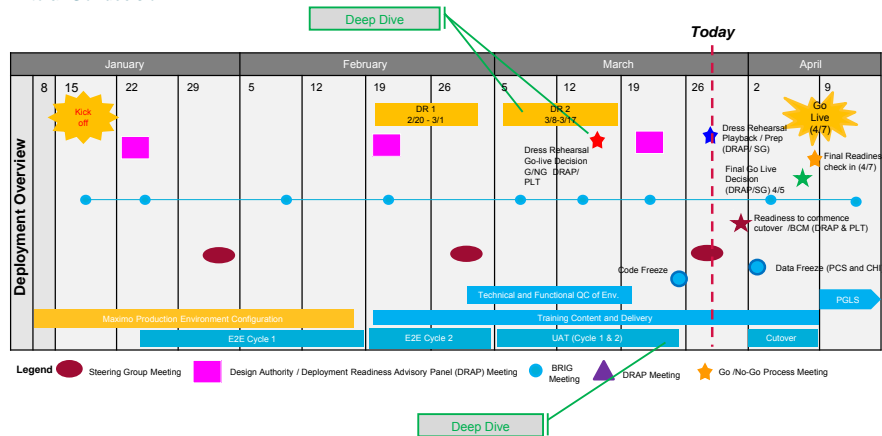 Deep Dive
Today
January
February
March
April
8
15
22
29
5
12
19
26
5
12
19
26
2
9
Deployment Overview
Kick
off
DR 1
2/20 - 3/1
DR 2
3/8-3/17
Go
Live
(4/7)
Dress Rehearsal
Go-live Decision
G/NG DRAP/
PLT
Dress Rehearsal
Playback / Prep
(DRAP/ SG)
Final Go Live
Decision
(DRAP/SG) 4/5
Final Readines
check in (4/7)
Readiness to commence
cutover /BCM (DRAP & PLT)
Code Freeze
Data Freeze (PCS and CHI
Technical and Functional QC of Env.
PGLS
Maximo Production Environment Configuration
Training Content and Delivery
E2E Cycle 1
E2E Cycle 2
UAT (Cycle 1 & 2)
Cutover
Legend
Steering Group Meeting
Design Authority / Deployment Readiness Advisory Panel (DRAP) Meeting
BRIG
Meeting
DRAP Meeting
Go /No-Go Process Meeting
Deep Dive